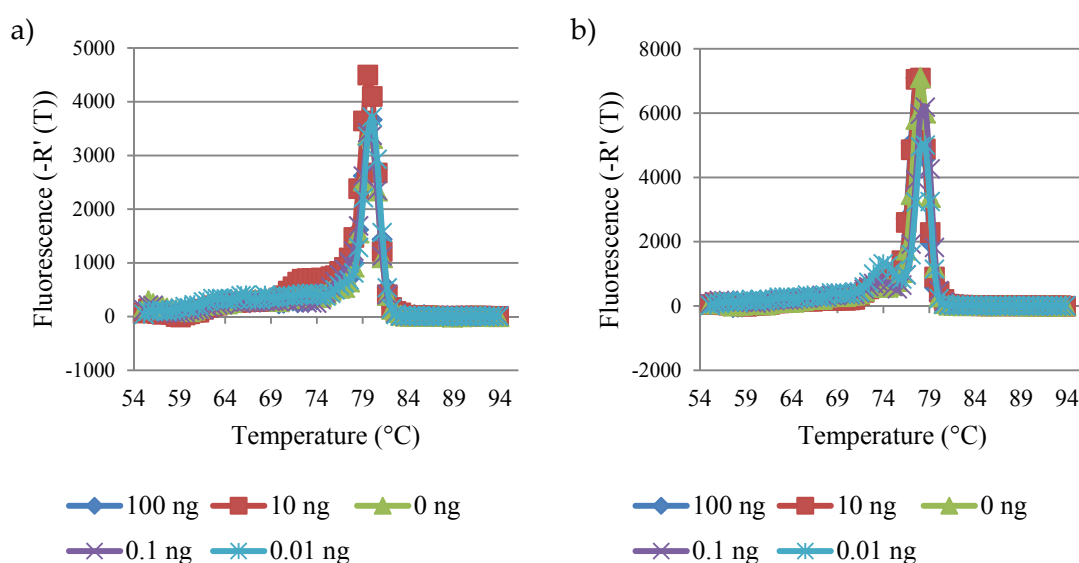 a)
Fluorescence (-R' (T))
5000
4000
3000
2000
1000
0
-1000
54 59 64 69 74 79 84 89 94
Temperature (°C)
100 ng 10 ng 0 ng
0.1 ng 0.01 ng
b)
Fluorescence (-R' (T))
8000
6000
4000
2000
0
-2000
54 59 64 69 74 79 84 89 94
Temperature (°C)
100 ng 10 ng 0 ng
0.1 ng 0.01 ng